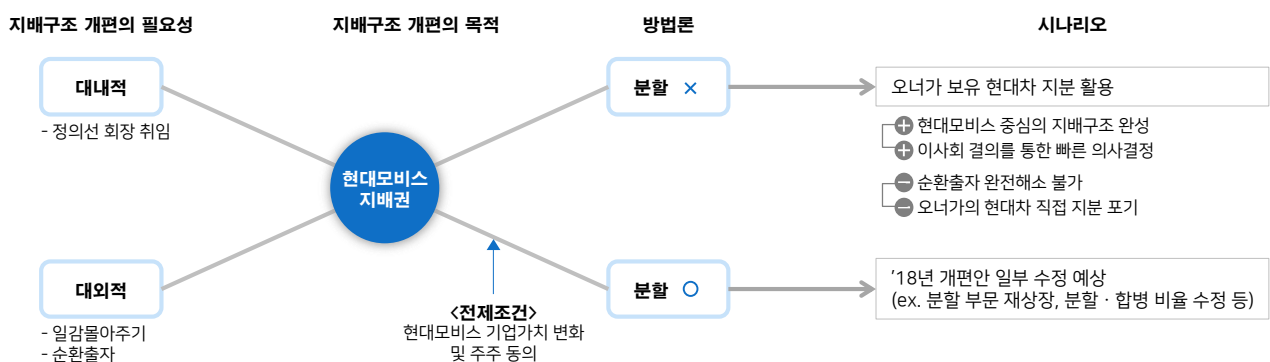 지배구조 개편의 필요성
지배구조 개편의 목적
방법론
시나리오
대내적
- 정의선 회장 취임
대외적
- 일감몰아주기
- 순환출자
현대모비스
지배권
<전제조건>
현대모비스 기업가치 변화
및 주주 동의
분할 ×
오너가 보유 현대차 지분 활용
+ 현대모비스 중심의 지배구조 완성
+ 이사회 결의를 통한 빠른 의사결정
- 순환출자 완전해소 불가
- 오너가의 현대차 직접 지분 포기
분할 ○
’18년 개편안 일부 수정 예상
(ex. 분할 부문 재상장, 분할 · 합병 비율 수정 등)